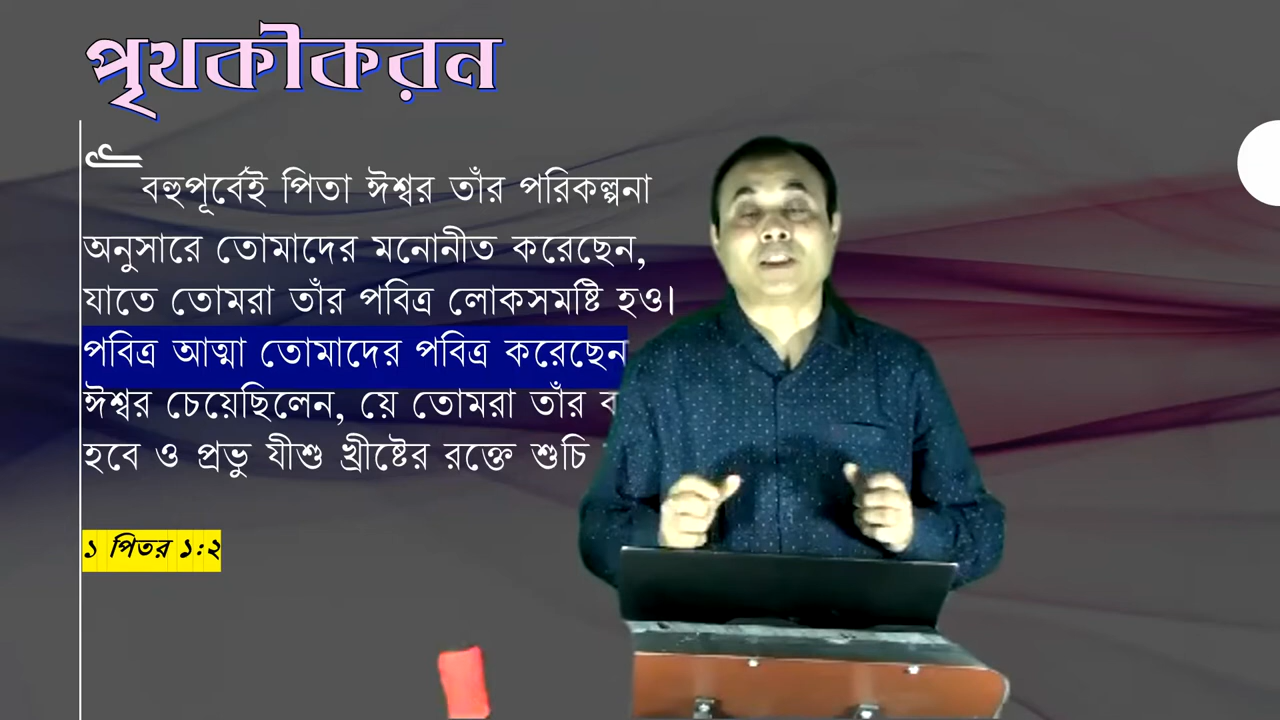 পৃথকীকরন
বহুপূর্বেই পিতা ঈশ্বর তাঁর পরিকল্পনা
অনুসারে তোমাদের মনোনীত করেছেন,
যাতে তোমরা তাঁর পবিত্র লোকসমষ্টি হও।
পবিত্র আত্মা তোমাদের পবিত্র করেছেন
ঈশ্বর চেয়েছিলেন, যে তোমরা তাঁর
হবে ও প্রভু যীশু খ্রীষ্টের রক্তে শুচি
১ পিতর ১:২